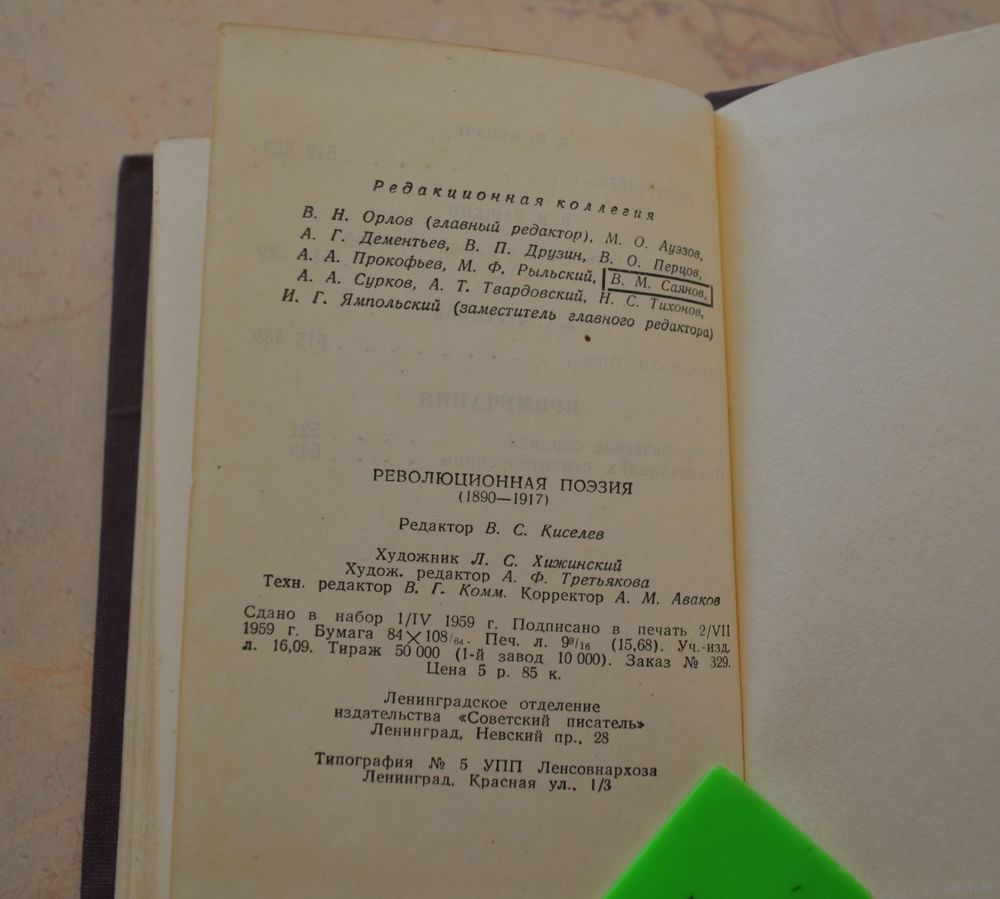 Редакционная коллегия
В. Н. Орлов (главный редактор), М. О. Ауэзов,
А. Г. Дементьев, В. П. Друзин, В. О. Перцов,
А. А. Прокофьев, М. Ф. Рыльский, В. М. Саянов,
А. А. Сурков, А. Т. Твардовский, Н. С. Тихонов,
И. Г. Ямпольский (заместитель главного редактора)
РЕВОЛЮЦИОННАЯ ПОЭЗИЯ
(1890—1917)
Редактор В. С. Киселев
Художник Л. С. Хижинский
Худож. редактор А. Ф. Третьякова
Техн. редактор В. Г. Комм. Корректор А. М. Аваков
Сдано в набор 1/IV 1959 г. Подписано в печать 2/VII
1959 г. Бумага 84×108/64. Печ. л. 9 9/16 (15,68). Уч.-изд.
л. 16,09. Тираж 50 000 (1-й завод 10 000). Заказ № 329.
Цена 5 р. 85 к.
Ленинградское отделение
издательства «Советский писатель»
Ленинград, Невский пр., 28
Типография № 5 УПП Ленсовнархоза
Ленинград, Красная ул., 1/3